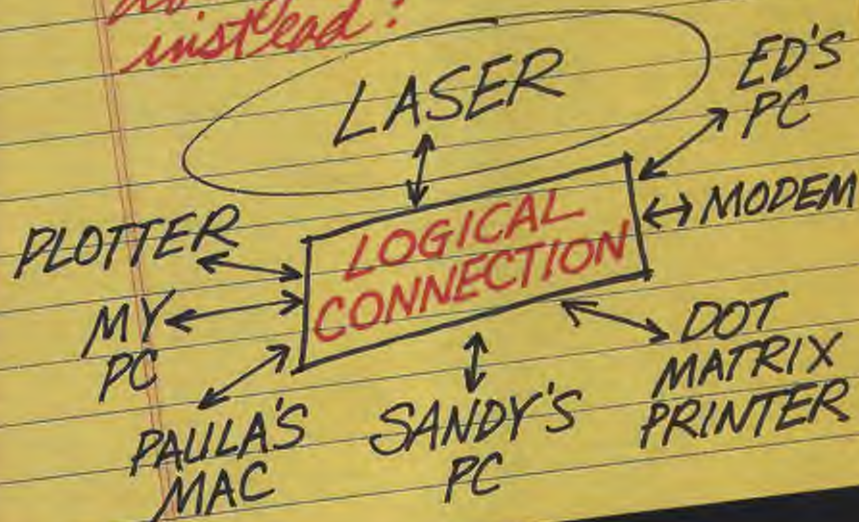 instead!
LASER
ED'S
PC
LOGICAL
CONNECTION
MODEM
PLOTTER
MY
PC
PAULA'S
MAC
SANDY'S
PC
DOT
MATRIX
PRINTER